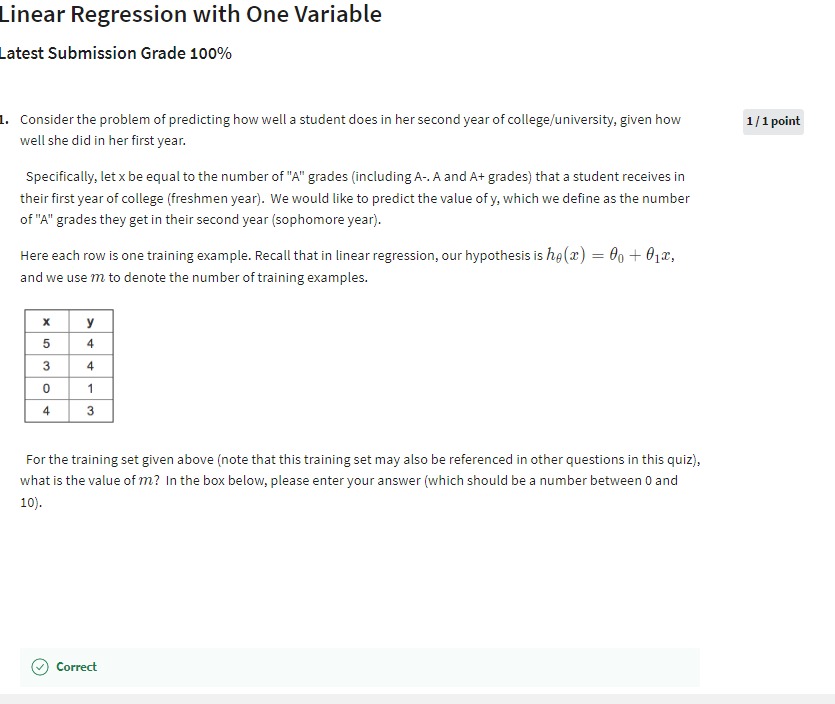 Linear Regression with One Variable
Latest Submission Grade 100%
1. Consider the problem of predicting how well a student does in her second year of college/university, given how
1 / 1 point
well she did in her first year.
Specifically, let x be equal to the number of "A" grades (including A-. A and A+ grades) that a student receives in
their first year of college (freshmen year). We would like to predict the value of y, which we define as the number
of "A" grades they get in their second year (sophomore year).
Here each row is one training example. Recall that in linear regression, our hypothesis is hθ(x) = θ0 + θ1x,
and we use m to denote the number of training examples.
x y
5 4
3 4
0 1
4 3
For the training set given above (note that this training set may also be referenced in other questions in this quiz),
what is the value of m? In the box below, please enter your answer (which should be a number between 0 and
10).
Correct